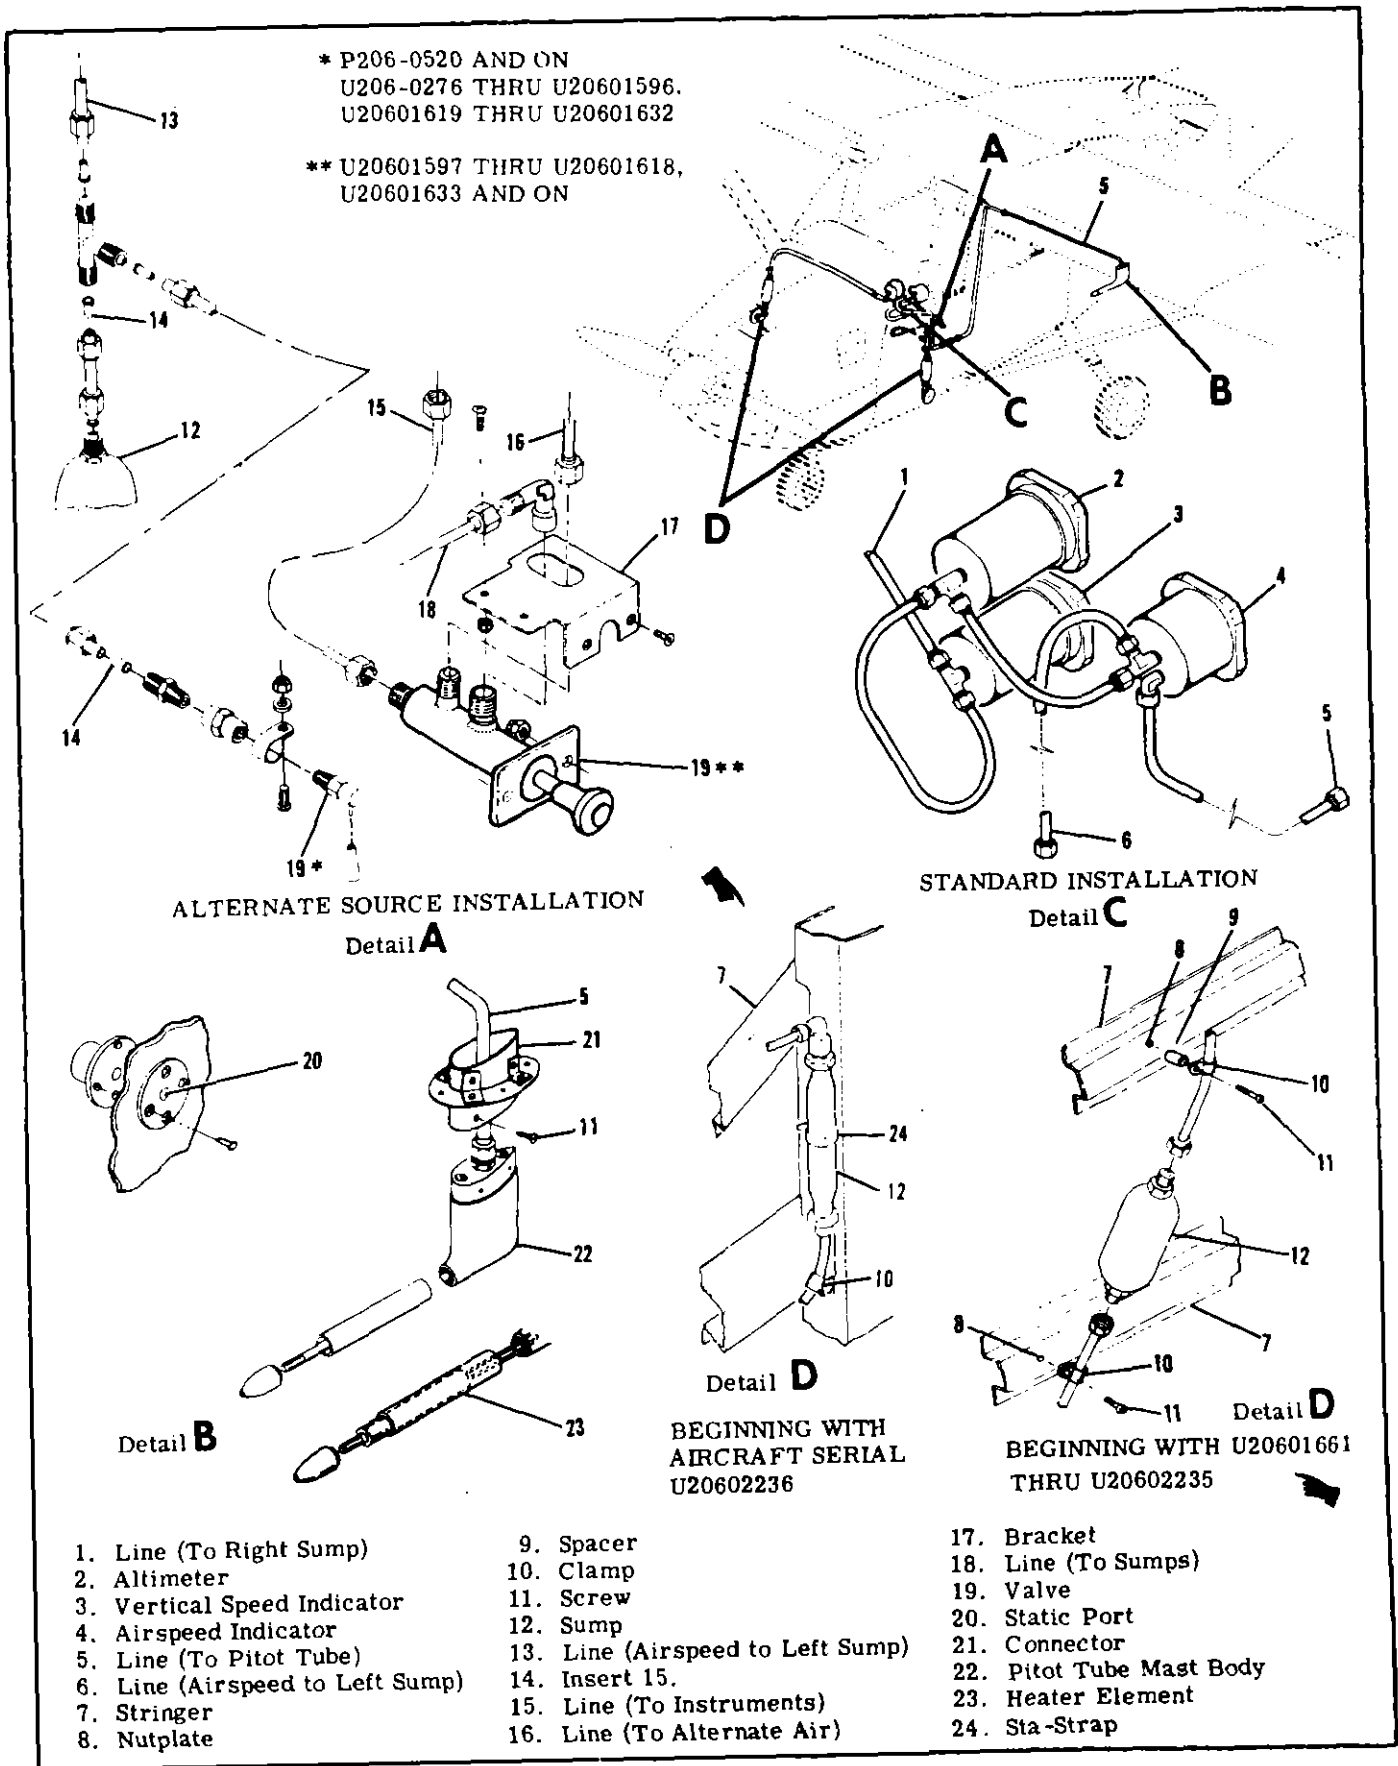 * P206-0520 AND ON
U206-0276 THRU U20601596.
U20601619 THRU U20601632
** U20601597 THRU U20601618,
U20601633 AND ON
13
14
12
15
16
17
18
14
19*
19**
A
5
B
C
D
1
2
3
4
5
6
ALTERNATE SOURCE INSTALLATION
Detail A
STANDARD INSTALLATION
Detail C
20
5
21
11
22
23
Detail B
7
24
12
10
Detail D
BEGINNING WITH
AIRCRAFT SERIAL
U20602236
7
8
9
10
11
12
7
8
10
11
Detail D
BEGINNING WITH U20601661
THRU U20602235
1. Line (To Right Sump)
2. Altimeter
3. Vertical Speed Indicator
4. Airspeed Indicator
5. Line (To Pitot Tube)
6. Line (Airspeed to Left Sump)
7. Stringer
8. Nutplate
9. Spacer
10. Clamp
11. Screw
12. Sump
13. Line (Airspeed to Left Sump)
14. Insert 15.
15. Line (To Instruments)
16. Line (To Alternate Air)
17. Bracket
18. Line (To Sumps)
19. Valve
20. Static Port
21. Connector
22. Pitot Tube Mast Body
23. Heater Element
24. Sta-Strap